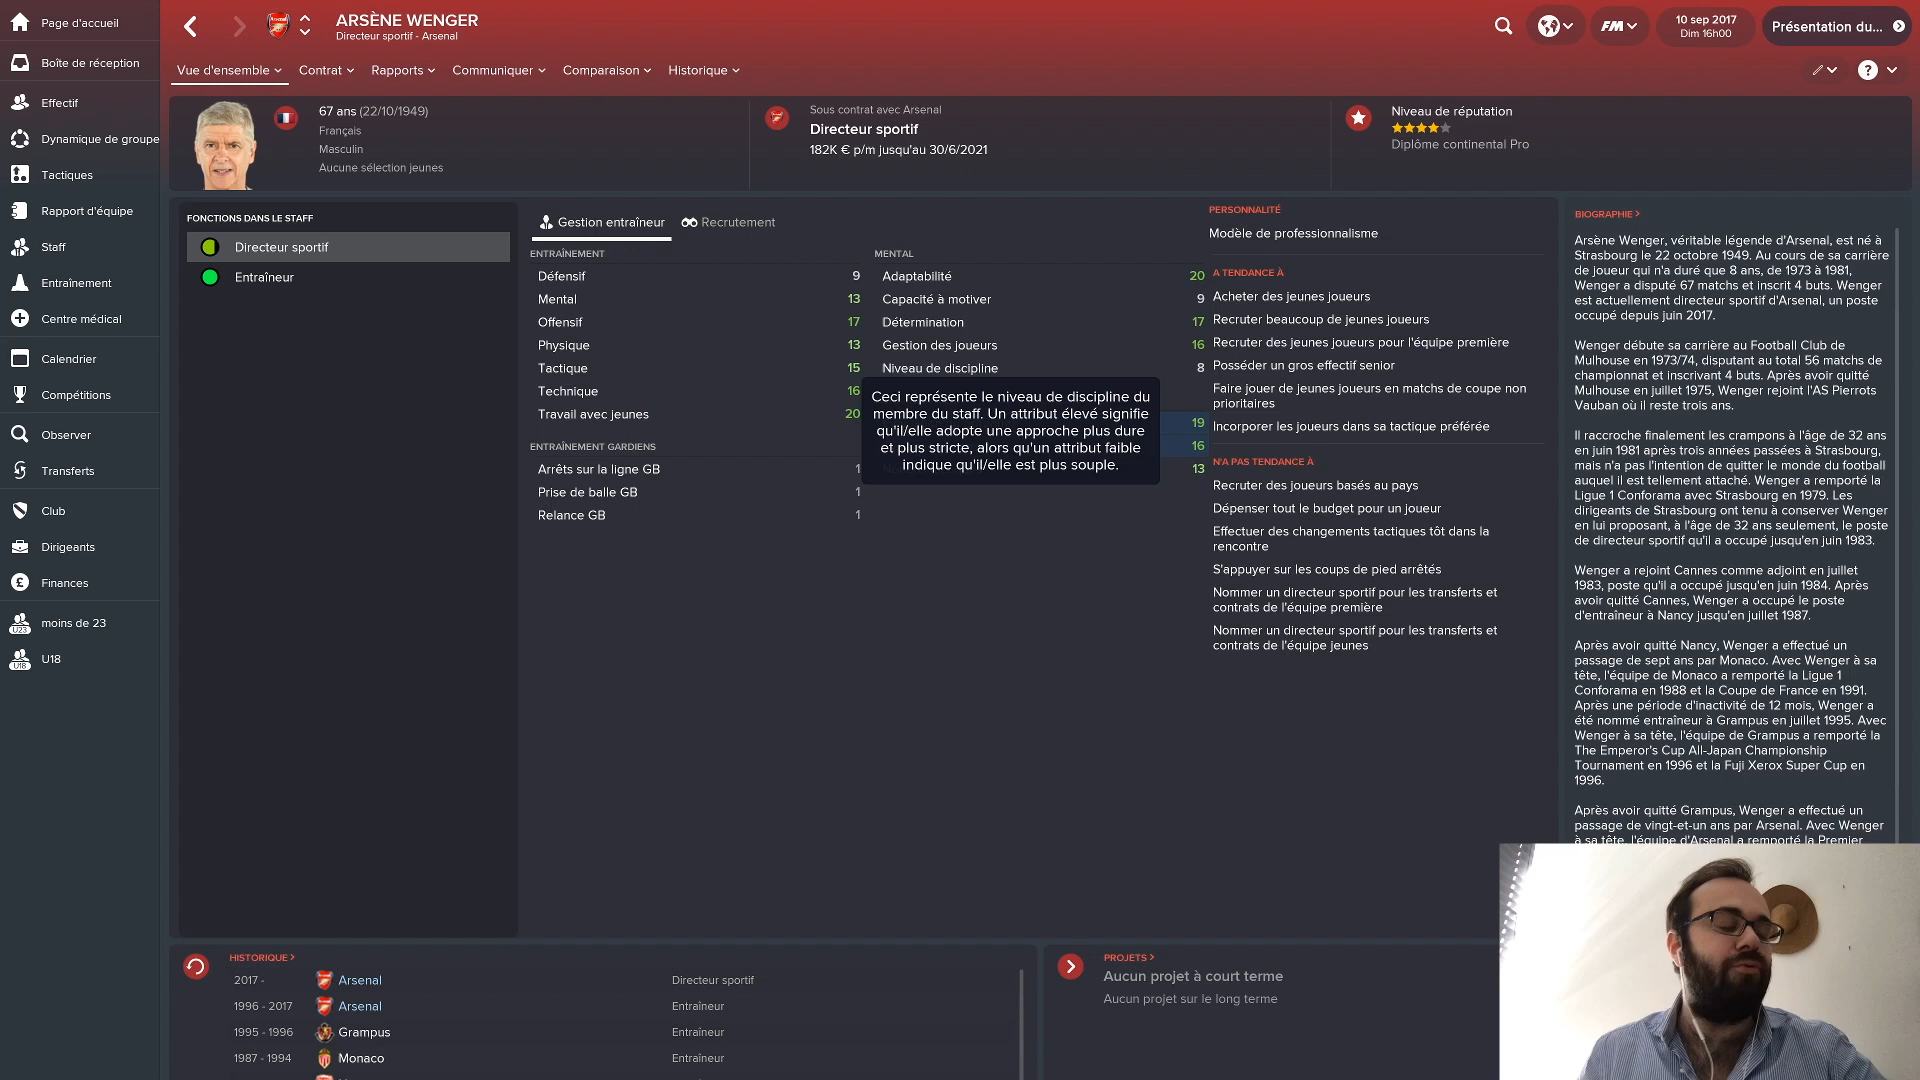 Page d'accueil
Boîte de réception
Effectif
Dynamique de groupe
Tactiques
Rapport d'équipe
Staff
Entraînement
Centre médical
Calendrier
Compétitions
Observer
Transferts
Club
Dirigeants
Finances
moins de 23
U18
ARSÈNE WENGER
Directeur sportif - Arsenal
FM
10 sep 2017
Dim 16h00
Présentation du...
Vue d'ensemble
Contrat
Rapports
Communiquer
Comparaison
Historique
67 ans (22/10/1949)
Français
Masculin
Aucune sélection jeunes
Sous contrat avec Arsenal
Directeur sportif
182K € p/m jusqu'au 30/6/2021
Niveau de réputation
Diplôme continental Pro
FONCTIONS DANS LE STAFF
Directeur sportif
Entraîneur
Gestion entraîneur
Recrutement
ENTRAÎNEMENT
Défensif 9
Mental 13
Offensif 17
Physique 13
Tactique 15
Technique 16
Travail avec jeunes 20
ENTRAÎNEMENT GARDIENS
Arrêts sur la ligne GB 1
Prise de balle GB 1
Relance GB 1
MENTAL
Adaptabilité 20
Capacité à motiver 9
Détermination 17
Gestion des joueurs 16
Niveau de discipline 8
19
16
13
Ceci représente le niveau de discipline du
membre du staff. Un attribut élevé signifie
qu'il/elle adopte une approche plus dure
et plus stricte, alors qu'un attribut faible
indique qu'il/elle est plus souple.
PERSONNALITÉ
Modèle de professionnalisme
A TENDANCE À
Acheter des jeunes joueurs
Recruter beaucoup de jeunes joueurs
Recruter des jeunes joueurs pour l'équipe première
Posséder un gros effectif senior
Faire jouer de jeunes joueurs en matchs de coupe non
prioritaires
Incorporer les joueurs dans sa tactique préférée
N'A PAS TENDANCE À
Recruter des joueurs basés au pays
Dépenser tout le budget pour un joueur
Effectuer des changements tactiques tôt dans la
rencontre
S'appuyer sur les coups de pied arrêtés
Nommer un directeur sportif pour les transferts et
contrats de l'équipe première
Nommer un directeur sportif pour les transferts et
contrats de l'équipe jeunes
BIOGRAPHIE
Arsène Wenger, véritable légende d'Arsenal, est né à
Strasbourg le 22 octobre 1949. Au cours de sa carrière
de joueur qui n'a duré que 8 ans, de 1973 à 1981,
Wenger a disputé 67 matchs et inscrit 4 buts. Wenger
est actuellement directeur sportif d'Arsenal, un poste
occupé depuis juin 2017.
Wenger débute sa carrière au Football Club de
Mulhouse en 1973/74, disputant au total 56 matchs de
championnat et inscrivant 4 buts. Après avoir quitté
Mulhouse en juillet 1975, Wenger rejoint l'AS Pierrots
Vauban où il reste trois ans.
Il raccroche finalement les crampons à l'âge de 32 ans
en juin 1981 après trois années passées à Strasbourg,
mais n'a pas l'intention de quitter le monde du football
auquel il est tellement attaché. Wenger a remporté la
Ligue 1 Conforama avec Strasbourg en 1979. Les
dirigeants de Strasbourg ont tenu à conserver Wenger
en lui proposant, à l'âge de 32 ans seulement, le poste
de directeur sportif qu'il a occupé jusqu'en juin 1983.
Wenger a rejoint Cannes comme adjoint en juillet
1983, poste qu'il a occupé jusqu'en juin 1984. Après
avoir quitté Cannes, Wenger a occupé le poste
d'entraîneur à Nancy jusqu'en juillet 1987.
Après avoir quitté Nancy, Wenger a effectué un
passage de sept ans par Monaco. Avec Wenger à sa
tête, l'équipe de Monaco a remporté la Ligue 1
Conforama en 1988 et la Coupe de France en 1991.
Après une période d'inactivité de 12 mois, Wenger a
été nommé entraîneur à Grampus en juillet 1995. Avec
Wenger à sa tête, l'équipe de Grampus a remporté la
The Emperor's Cup All-Japan Championship
Tournament en 1996 et la Fuji Xerox Super Cup en
1996.
Après avoir quitté Grampus, Wenger a effectué un
passage de vingt-et-un ans par Arsenal. Avec Wenger
à sa tête, l'équipe d'Arsenal a remporté la Premier
HISTORIQUE
2017 - Arsenal Directeur sportif
1996 - 2017 Arsenal Entraîneur
1995 - 1996 Grampus Entraîneur
1987 - 1994 Monaco Entraîneur
PROJETS
Aucun projet à court terme
Aucun projet sur le long terme